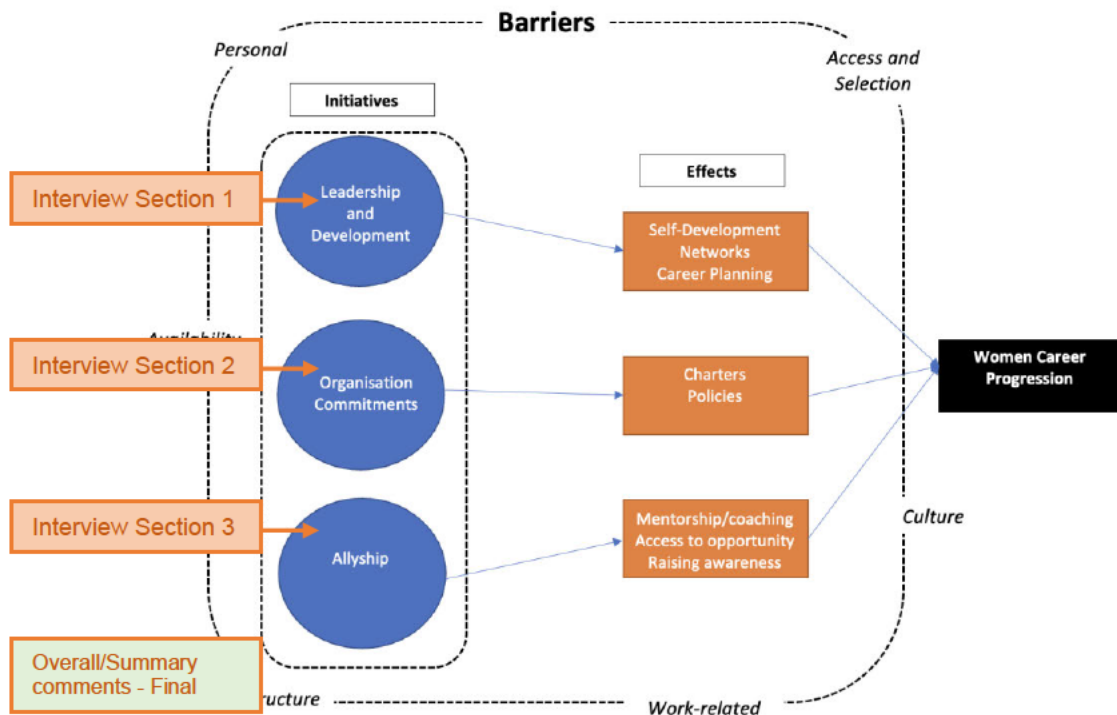 Barriers
Personal
Access and
Selection
Initiatives
Effects
Interview Section 1
Leadership
and
Development
Self-Development
Networks
Career Planning
Interview Section 2
Organisation
Commitments
Charters
Policies
Women Career
Progression
Interview Section 3
Allyship
Mentorship/coaching
Access to opportunity
Raising awareness
Culture
Overall/Summary
comments - Final
ructure
Work-related